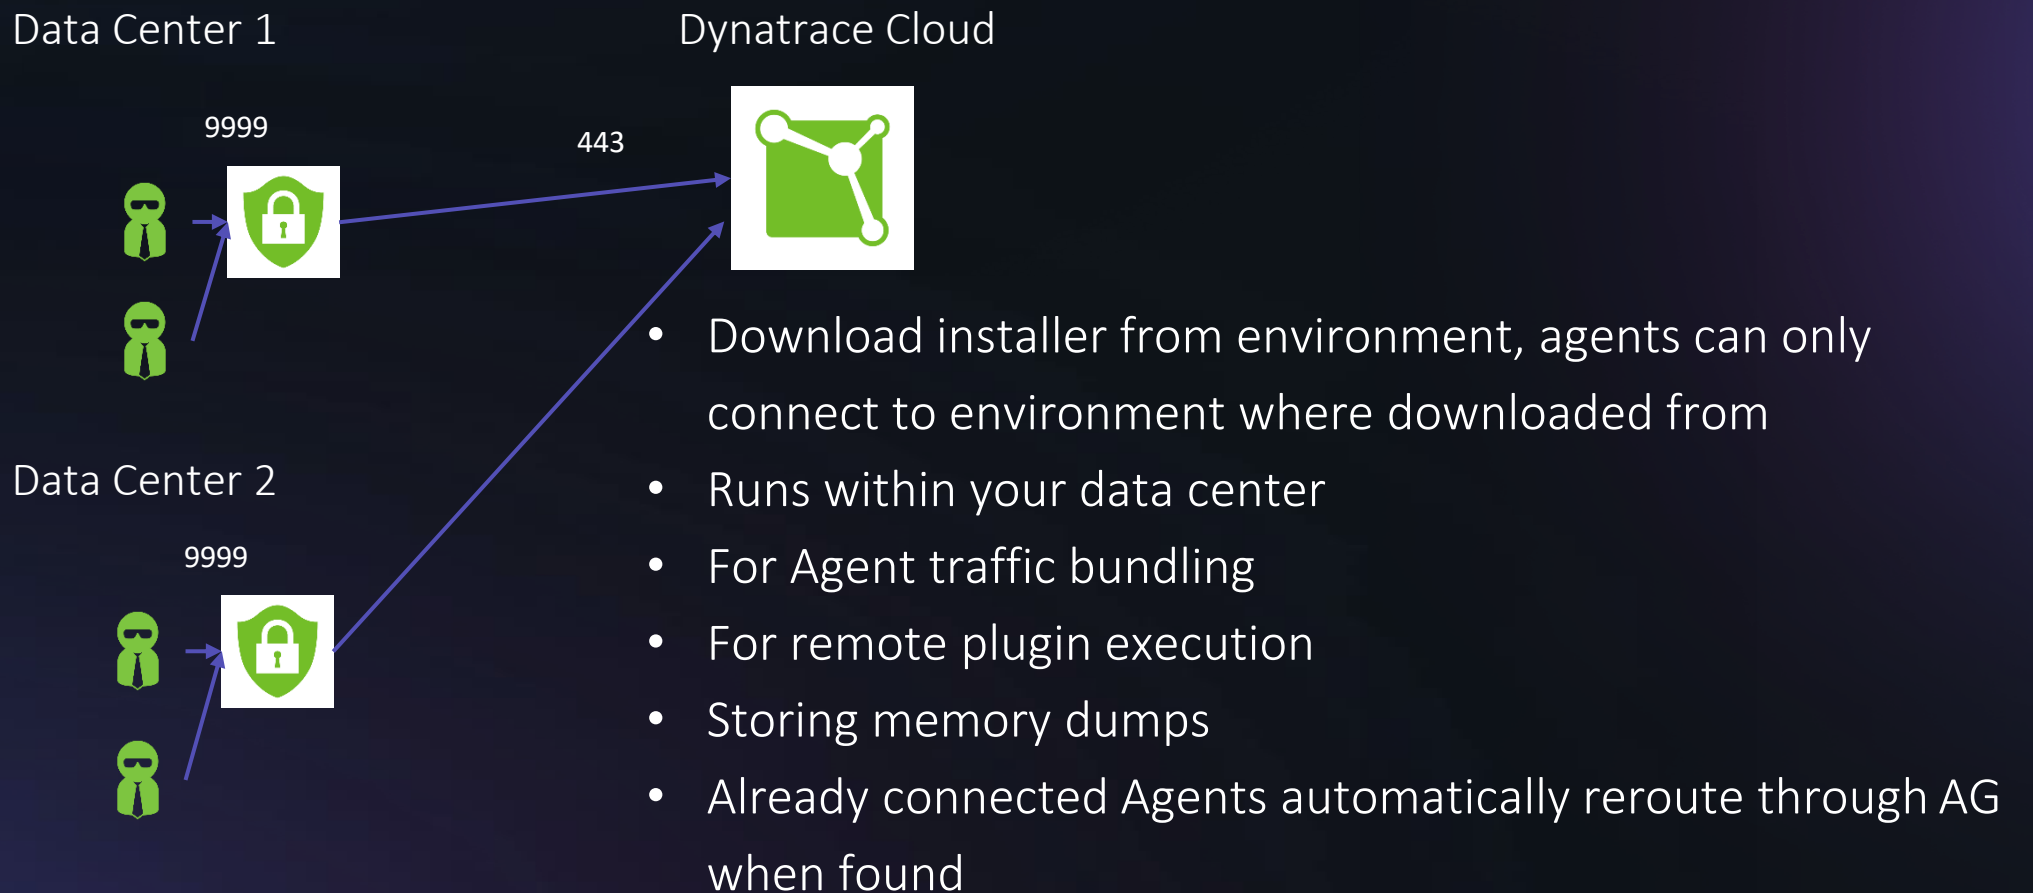 Data Center 1
Dynatrace Cloud
9999
443
• Download installer from environment, agents can only
connect to environment where downloaded from
Data Center 2
• Runs within your data center
9999
• For Agent traffic bundling
• For remote plugin execution
• Storing memory dumps
• Already connected Agents automatically reroute through AG
when found